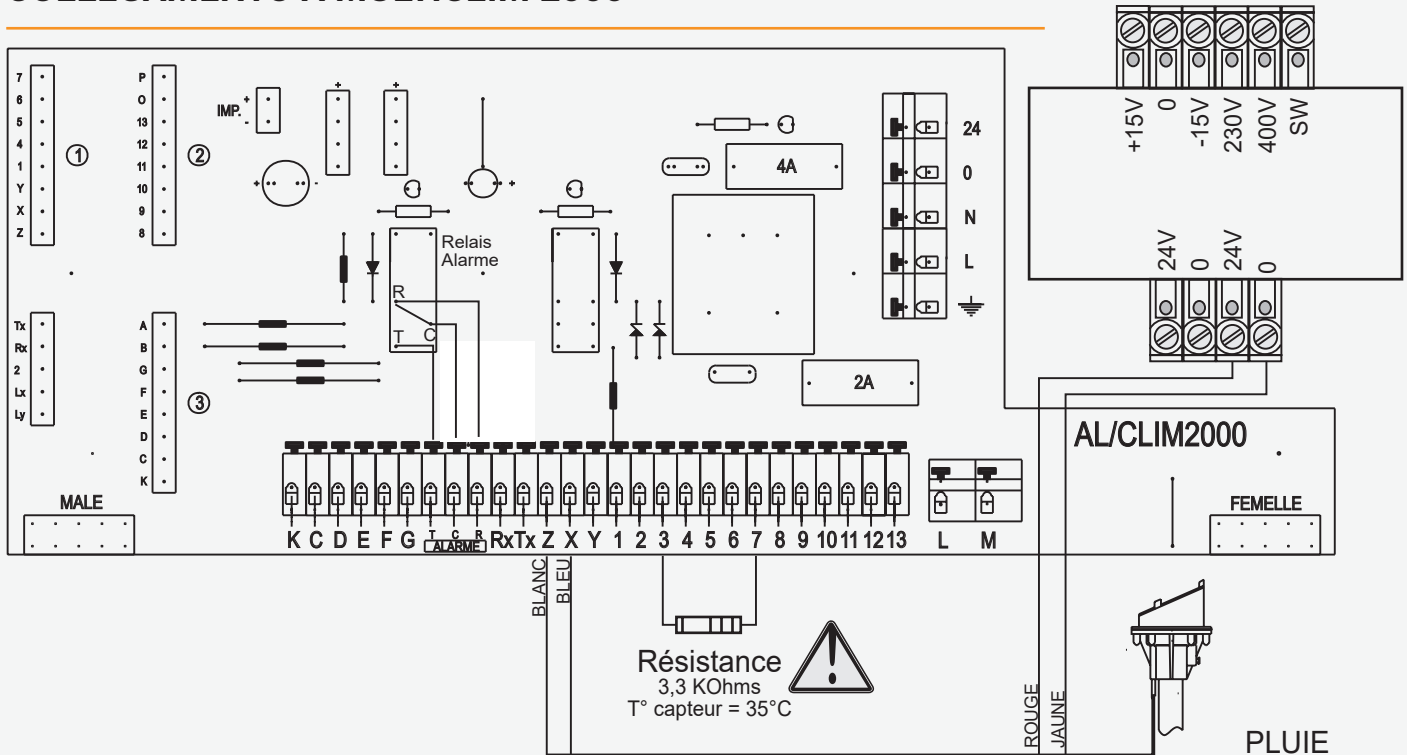 +15V
0
-15V
230V
400V
SW
24V
0
24V
0
7
6
5
4
1
Y
X
Z
①
P
O
13
12
11
10
9
8
②
IMP.
+
-
+
+
+
-
+
Relais
Alarme
R
T
C
4A
2A
24
0
N
L
Tx
Rx
2
Lx
Ly
A
B
G
F
E
D
C
K
③
AL/CLIM2000
MALE
FEMELLE
K C D E F G T C R Rx Tx Z X Y 1 2 3 4 5 6 7 8 9 10 11 12 13 L M
ALARME
BLANC
BLEU
Résistance
3,3 KOhms
T° capteur = 35°C
ROUGE
JAUNE
PLUIE